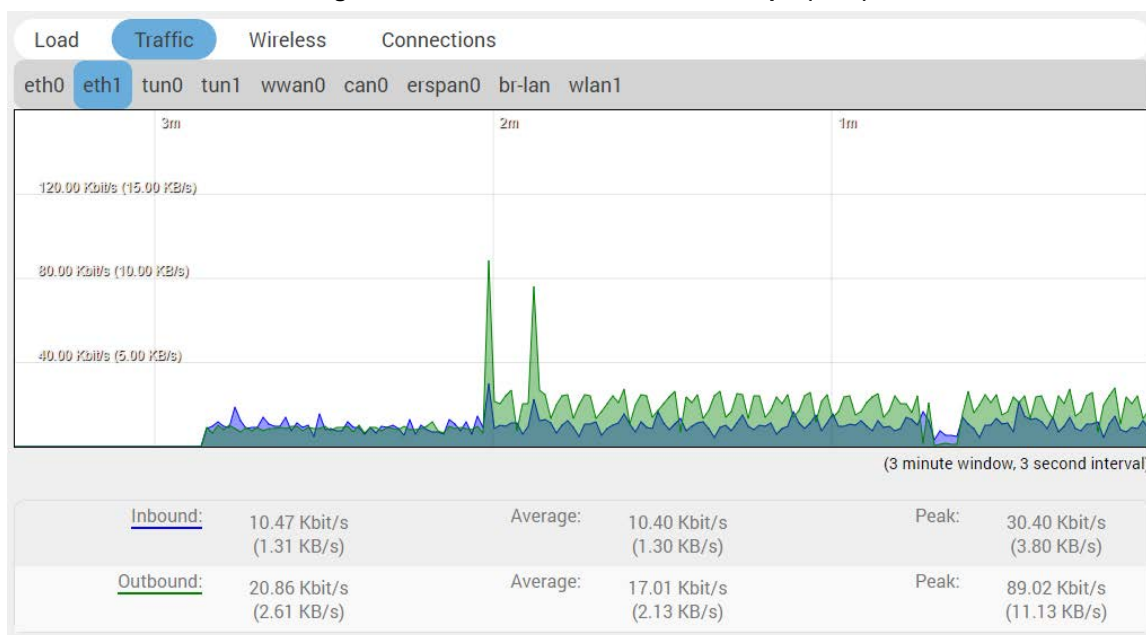 Load Traffic Wireless Connections
eth0 eth1 tun0 tun1 wwan0 can0 erspan0 br-lan wlan1
3m 2m 1m
120.00 Kbit/s (15.00 KB/s)
80.00 Kbit/s (10.00 KB/s)
40.00 Kbit/s (5.00 KB/s)
(3 minute window, 3 second interval)
Inbound: 10.47 Kbit/s Average: 10.40 Kbit/s Peak: 30.40 Kbit/s
(1.31 KB/s) (1.30 KB/s) (3.80 KB/s)
Outbound: 20.86 Kbit/s Average: 17.01 Kbit/s Peak: 89.02 Kbit/s
(2.61 KB/s) (2.13 KB/s) (11.13 KB/s)